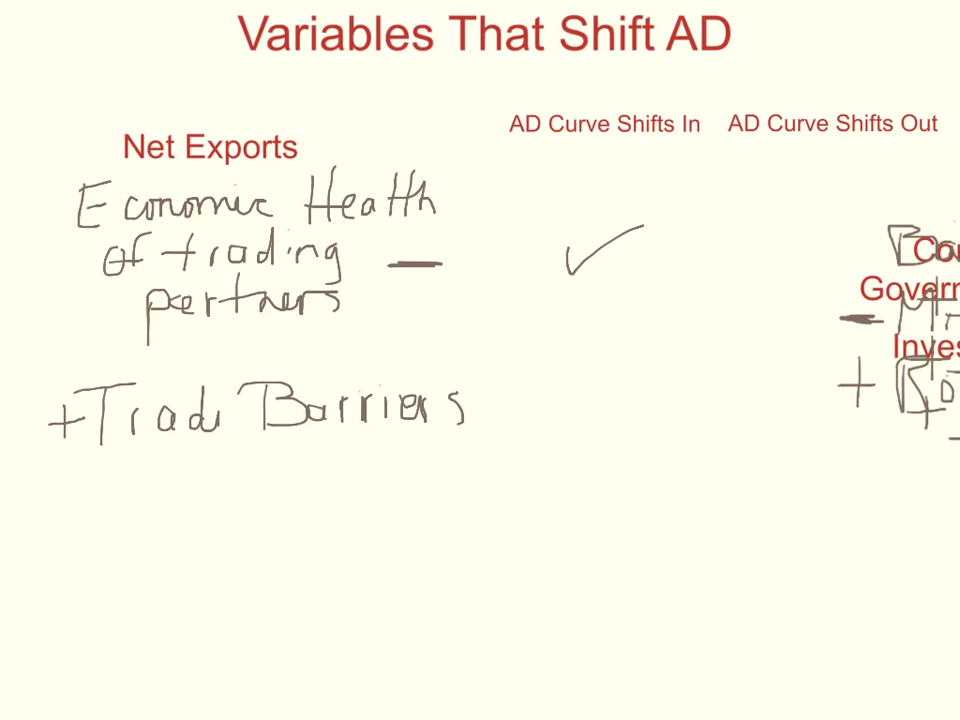 Variables That Shift AD
AD Curve Shifts In
AD Curve Shifts Out
Net Exports
Economic Health
of trading —
partners
+ Trade Barriers
Govern
Inves
+